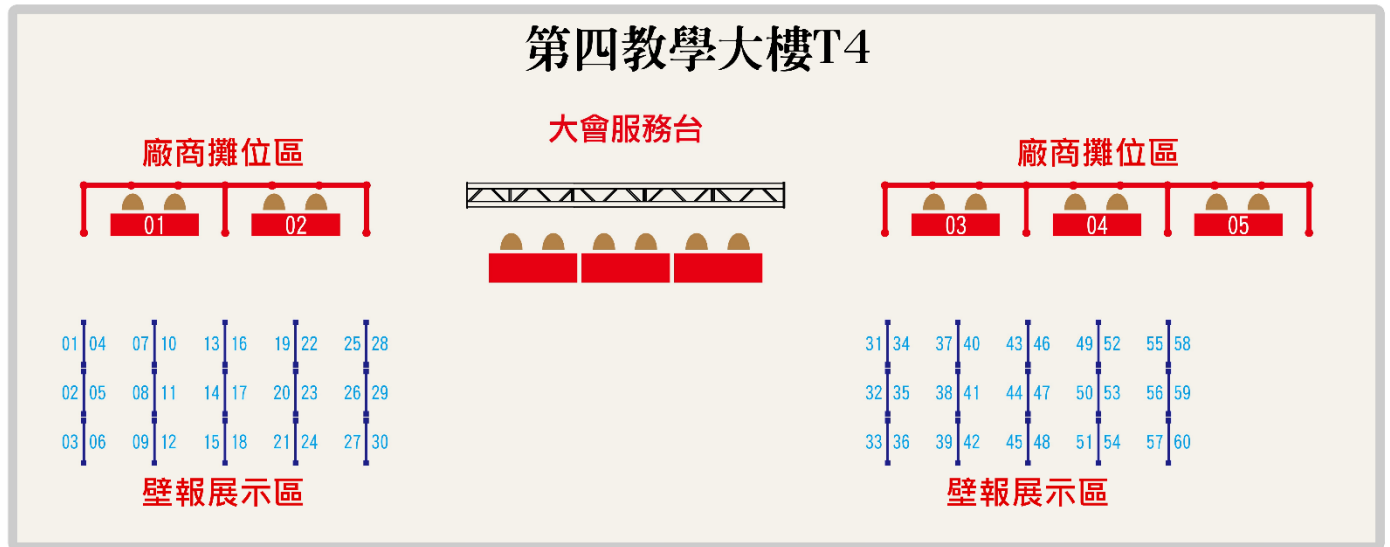 第四教學大樓T4
大會服務台
廠商攤位區 廠商攤位區
01 02 03 04 05
01 04 07 10 13 16 19 22 25 28 31 34 37 40 43 46 49 52 55 58
02 05 08 11 14 17 20 23 26 29 32 35 38 41 44 47 50 53 56 59
03 06 09 12 15 18 21 24 27 30 33 36 39 42 45 48 51 54 57 60
壁報展示區 壁報展示區